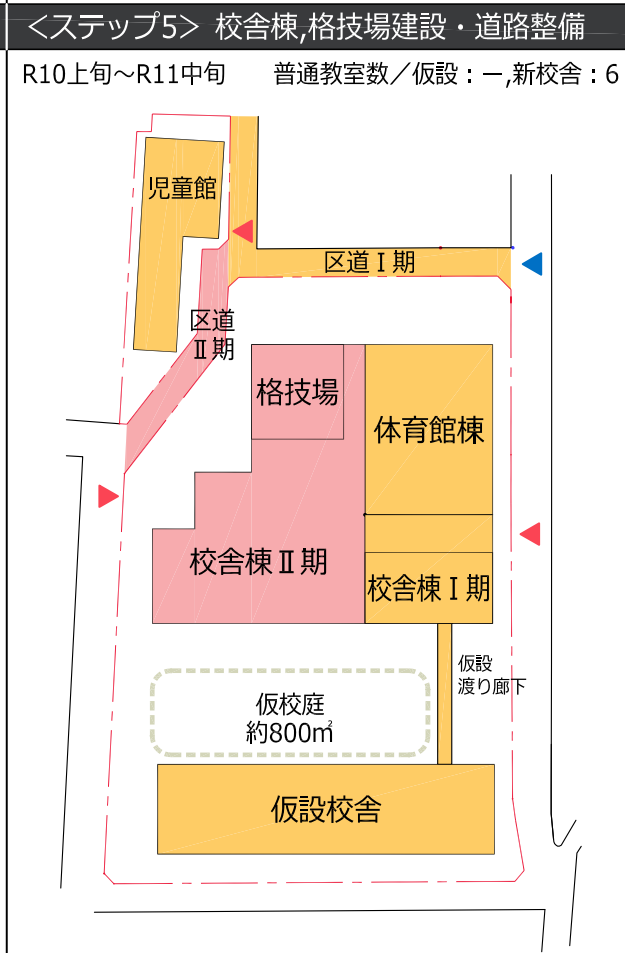 <ステップ5> 校舎棟,格技場建設・道路整備
R10上旬～R11中旬 普通教室数／仮設：ー,新校舎：6
児童館
区道Ⅰ期
区道
Ⅱ期
格技場
体育館棟
校舎棟Ⅱ期
校舎棟Ⅰ期
仮設
渡り廊下
仮校庭
約800㎡
仮設校舎